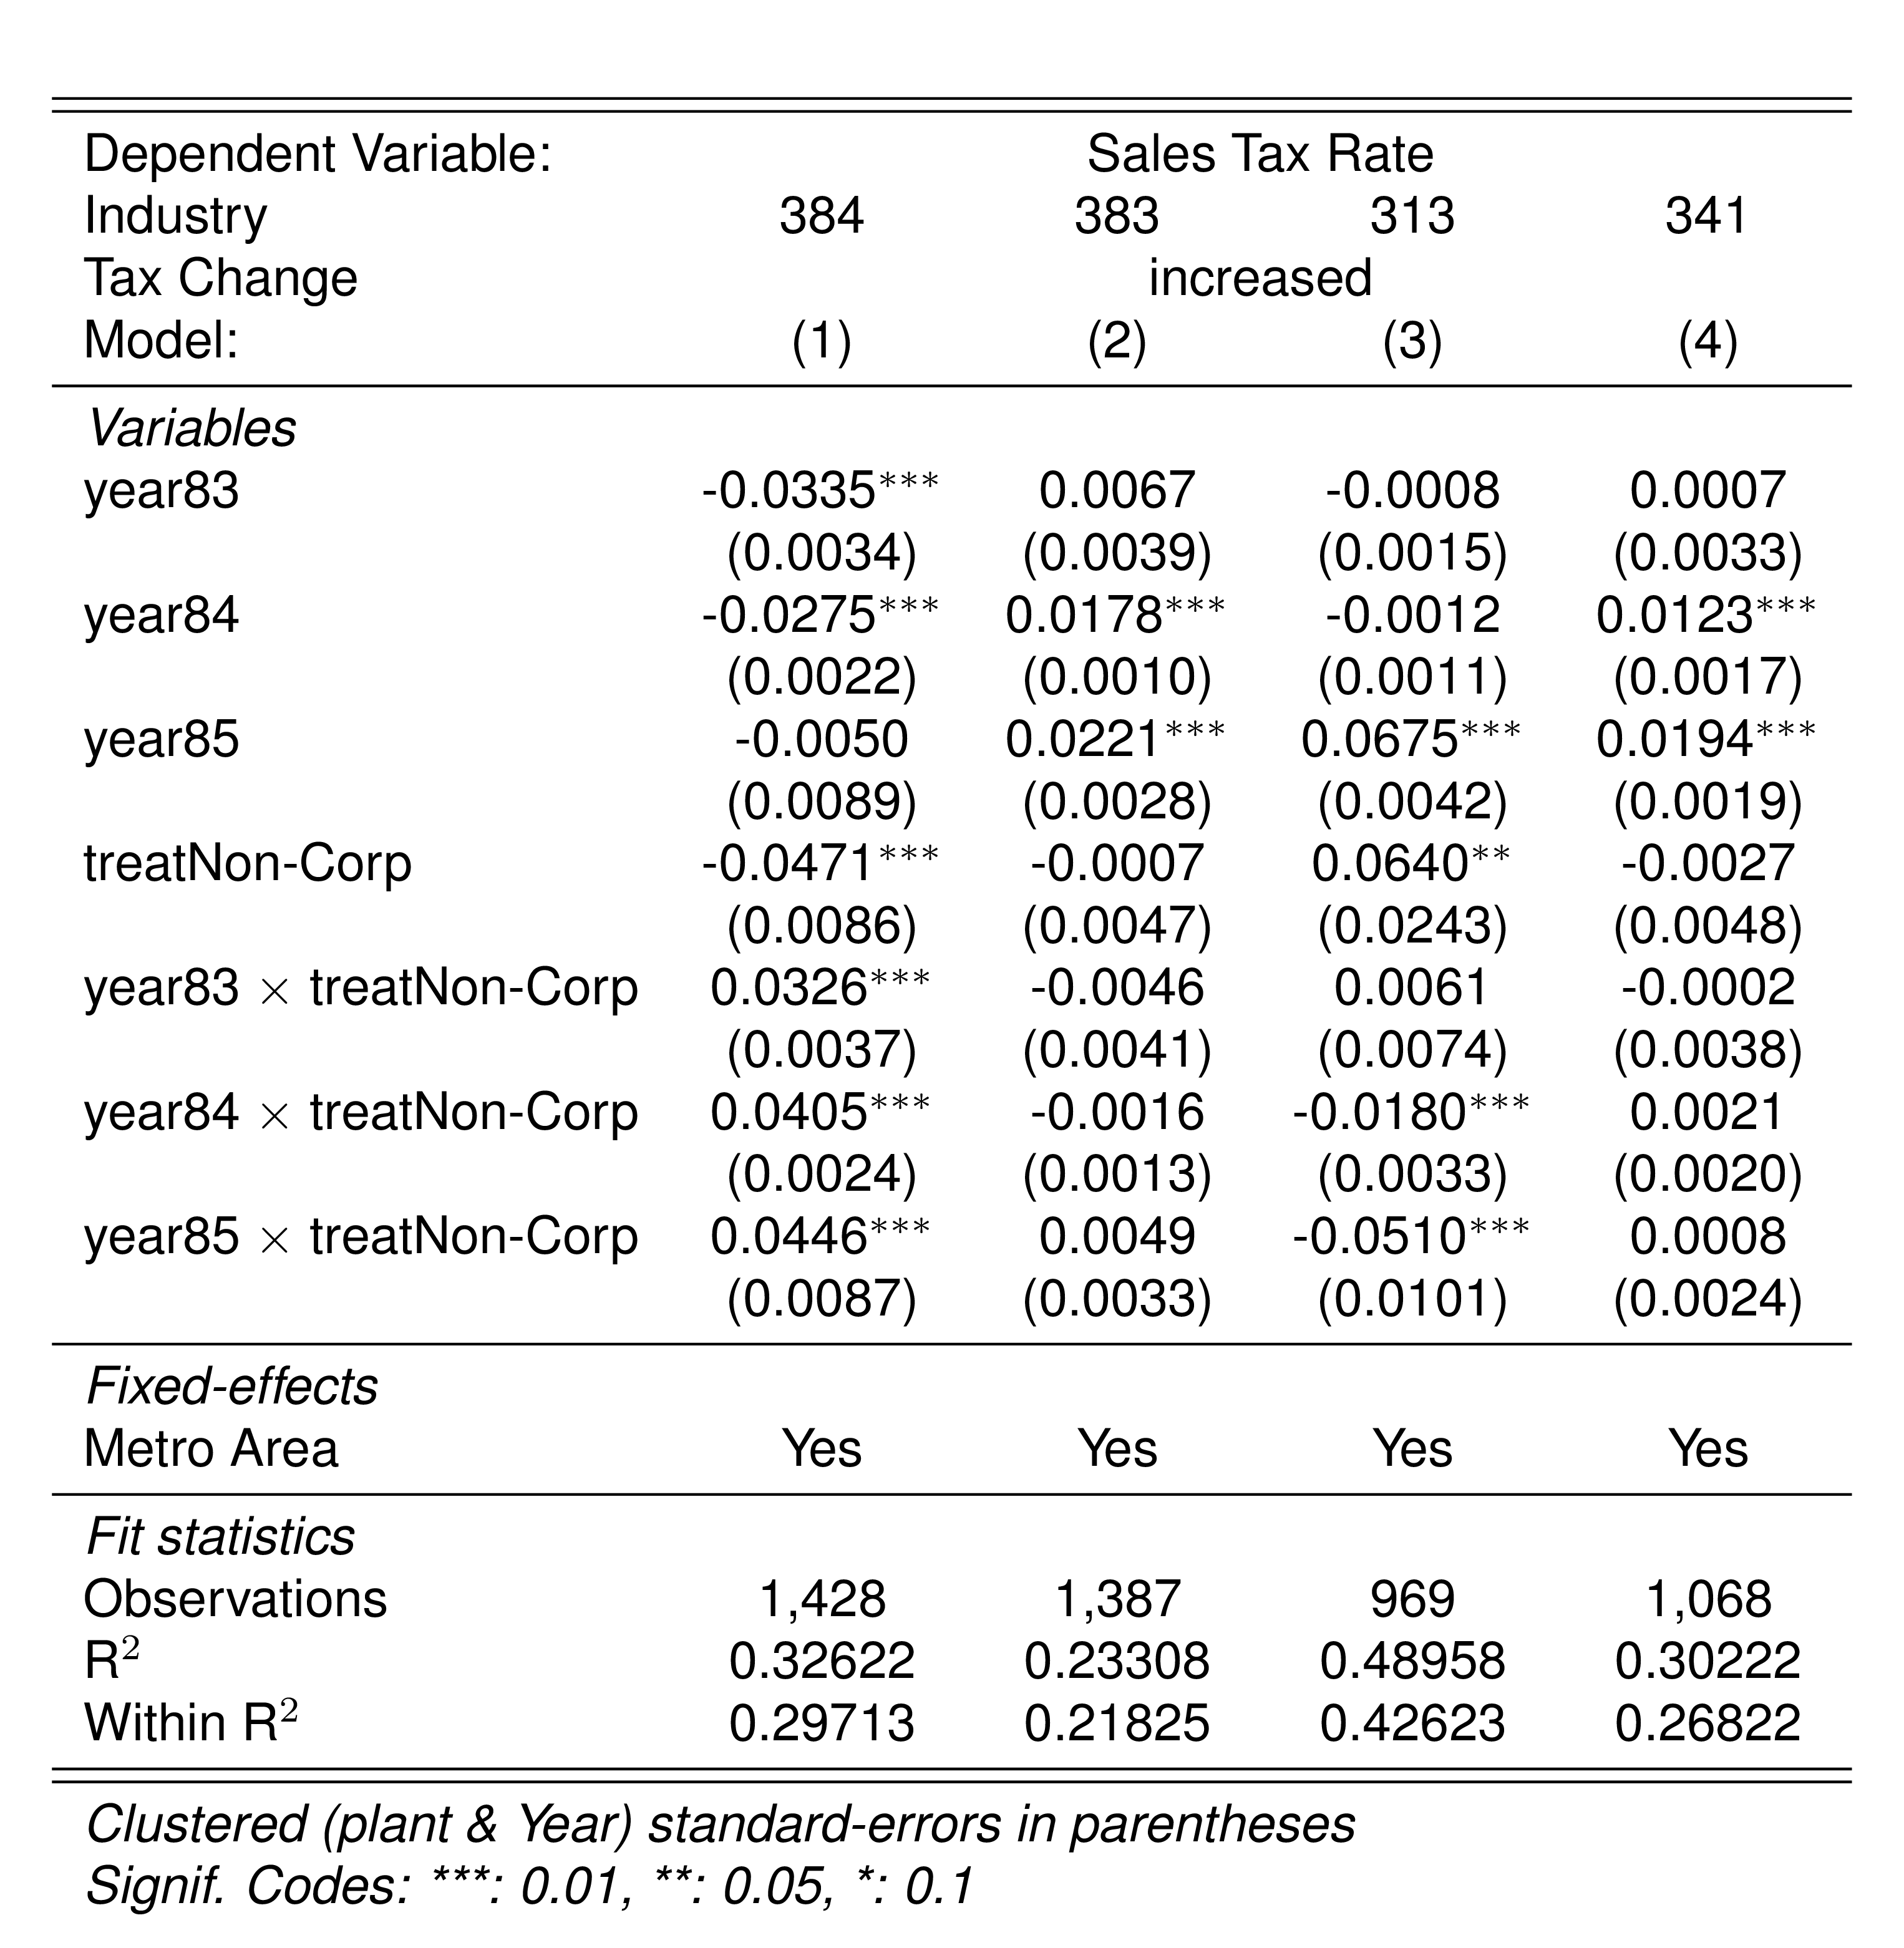 Dependent Variable: Sales Tax Rate
Industry 384 383 313 341
Tax Change increased
Model: (1) (2) (3) (4)
Variables
year83 -0.0335*** 0.0067 -0.0008 0.0007
(0.0034) (0.0039) (0.0015) (0.0033)
year84 -0.0275*** 0.0178*** -0.0012 0.0123***
(0.0022) (0.0010) (0.0011) (0.0017)
year85 -0.0050 0.0221*** 0.0675*** 0.0194***
(0.0089) (0.0028) (0.0042) (0.0019)
treatNon-Corp -0.0471*** -0.0007 0.0640** -0.0027
(0.0086) (0.0047) (0.0243) (0.0048)
year83 × treatNon-Corp 0.0326*** -0.0046 0.0061 -0.0002
(0.0037) (0.0041) (0.0074) (0.0038)
year84 × treatNon-Corp 0.0405*** -0.0016 -0.0180*** 0.0021
(0.0024) (0.0013) (0.0033) (0.0020)
year85 × treatNon-Corp 0.0446*** 0.0049 -0.0510*** 0.0008
(0.0087) (0.0033) (0.0101) (0.0024)
Fixed-effects
Metro Area Yes Yes Yes Yes
Fit statistics
Observations 1,428 1,387 969 1,068
R² 0.32622 0.23308 0.48958 0.30222
Within R² 0.29713 0.21825 0.42623 0.26822
Clustered (plant & Year) standard-errors in parentheses
Signif. Codes: ***: 0.01, **: 0.05, *: 0.1